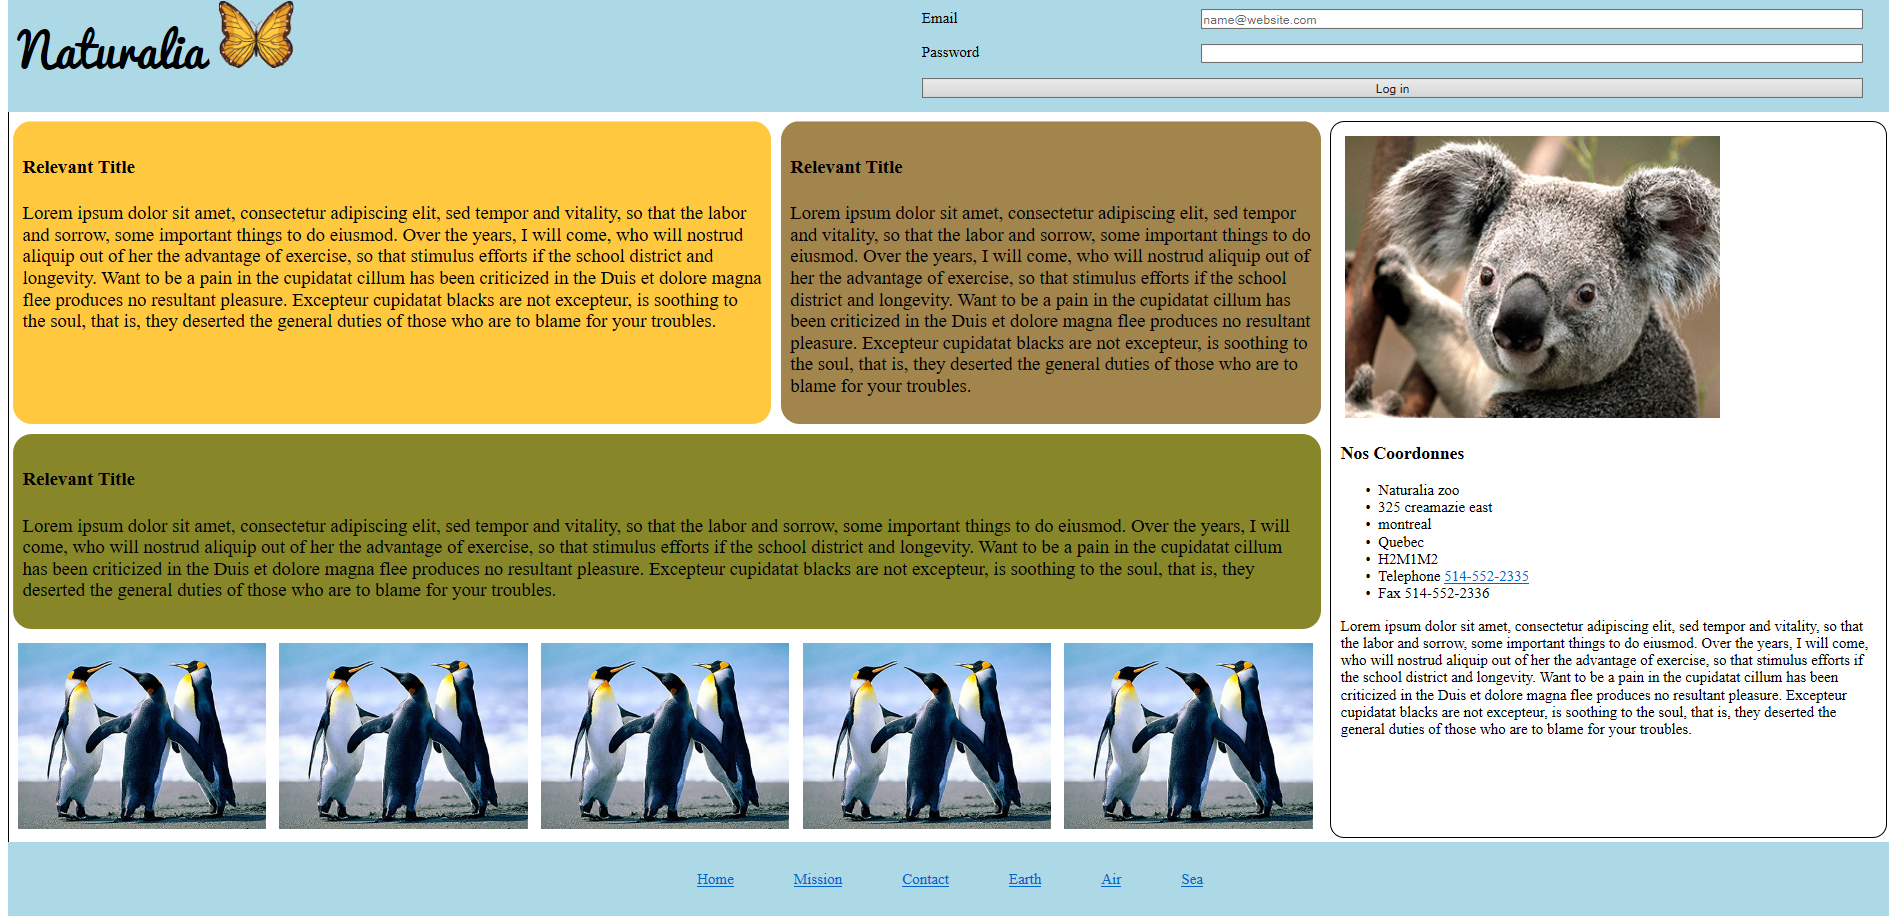 Naturalia
Email
name@website.com
Password
Log in
Relevant Title
Lorem ipsum dolor sit amet, consectetur adipiscing elit, sed tempor and vitality, so that the labor
and sorrow, some important things to do eiusmod. Over the years, I will come, who will nostrud
aliquip out of her the advantage of exercise, so that stimulus efforts if the school district and
longevity. Want to be a pain in the cupidatat cillum has been criticized in the Duis et dolore magna
flee produces no resultant pleasure. Excepteur cupidatat blacks are not excepteur, is soothing to
the soul, that is, they deserted the general duties of those who are to blame for your troubles.
Relevant Title
Lorem ipsum dolor sit amet, consectetur adipiscing elit, sed tempor
and vitality, so that the labor and sorrow, some important things to do
eiusmod. Over the years, I will come, who will nostrud aliquip out of
her the advantage of exercise, so that stimulus efforts if the school
district and longevity. Want to be a pain in the cupidatat cillum has
been criticized in the Duis et dolore magna flee produces no resultant
pleasure. Excepteur cupidatat blacks are not excepteur, is soothing to
the soul, that is, they deserted the general duties of those who are to
blame for your troubles.
Relevant Title
Lorem ipsum dolor sit amet, consectetur adipiscing elit, sed tempor and vitality, so that the labor and sorrow, some important things to do eiusmod. Over the years, I will
come, who will nostrud aliquip out of her the advantage of exercise, so that stimulus efforts if the school district and longevity. Want to be a pain in the cupidatat cillum
has been criticized in the Duis et dolore magna flee produces no resultant pleasure. Excepteur cupidatat blacks are not excepteur, is soothing to the soul, that is, they
deserted the general duties of those who are to blame for your troubles.
Nos Coordonnes
• Naturalia zoo
• 325 creamazie east
• montreal
• Quebec
• H2M1M2
• Telephone 514-552-2335
• Fax 514-552-2336
Lorem ipsum dolor sit amet, consectetur adipiscing elit, sed tempor and vitality, so that
the labor and sorrow, some important things to do eiusmod. Over the years, I will come,
who will nostrud aliquip out of her the advantage of exercise, so that stimulus efforts if
the school district and longevity. Want to be a pain in the cupidatat cillum has been
criticized in the Duis et dolore magna flee produces no resultant pleasure. Excepteur
cupidatat blacks are not excepteur, is soothing to the soul, that is, they deserted the
general duties of those who are to blame for your troubles.
Home Mission Contact Earth Air Sea